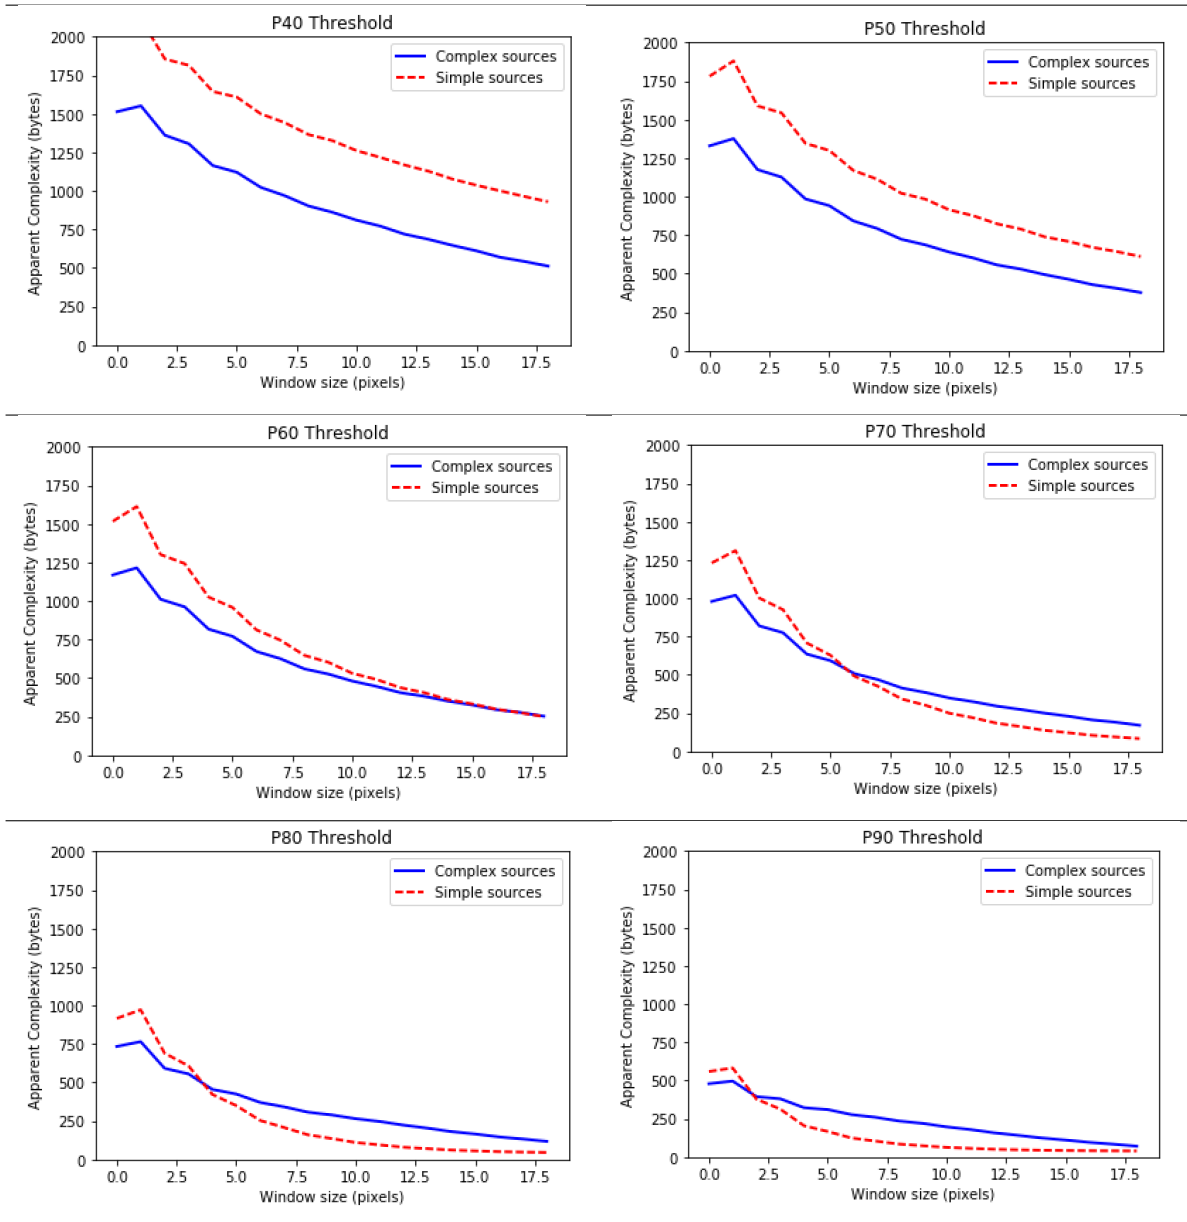 P40 Threshold
Apparent Complexity (bytes)
2000
1750
1500
1250
1000
750
500
250
0
Complex sources
Simple sources
0.0 2.5 5.0 7.5 10.0 12.5 15.0 17.5
Window size (pixels)
P50 Threshold
Apparent Complexity (bytes)
2000
1750
1500
1250
1000
750
500
250
0
Complex sources
Simple sources
0.0 2.5 5.0 7.5 10.0 12.5 15.0 17.5
Window size (pixels)
P60 Threshold
Apparent Complexity (bytes)
2000
1750
1500
1250
1000
750
500
250
0
Complex sources
Simple sources
0.0 2.5 5.0 7.5 10.0 12.5 15.0 17.5
Window size (pixels)
P70 Threshold
Apparent Complexity (bytes)
2000
1750
1500
1250
1000
750
500
250
0
Complex sources
Simple sources
0.0 2.5 5.0 7.5 10.0 12.5 15.0 17.5
Window size (pixels)
P80 Threshold
Apparent Complexity (bytes)
2000
1750
1500
1250
1000
750
500
250
0
Complex sources
Simple sources
0.0 2.5 5.0 7.5 10.0 12.5 15.0 17.5
Window size (pixels)
P90 Threshold
Apparent Complexity (bytes)
2000
1750
1500
1250
1000
750
500
250
0
Complex sources
Simple sources
0.0 2.5 5.0 7.5 10.0 12.5 15.0 17.5
Window size (pixels)